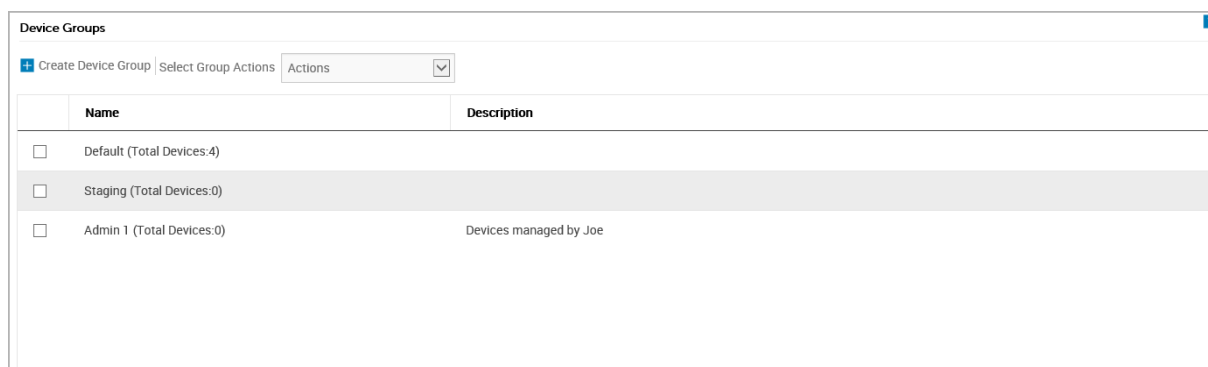 Device Groups
Create Device Group Select Group Actions Actions
Name Description
Default (Total Devices:4)
Staging (Total Devices:0)
Admin 1 (Total Devices:0) Devices managed by Joe